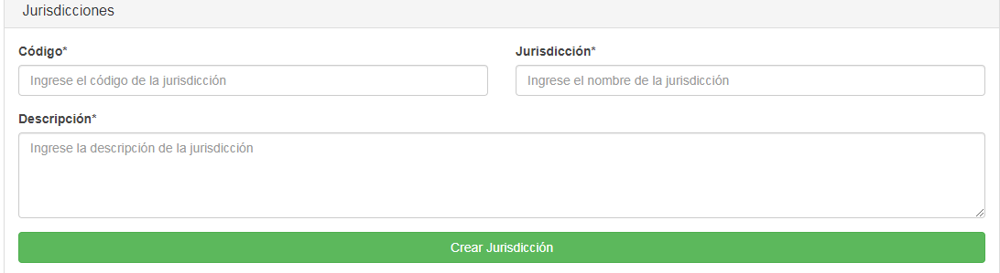 Jurisdicciones
Código* Jurisdicción*
Ingrese el código de la jurisdicción Ingrese el nombre de la jurisdicción
Descripción*
Ingrese la descripción de la jurisdicción
Crear Jurisdicción